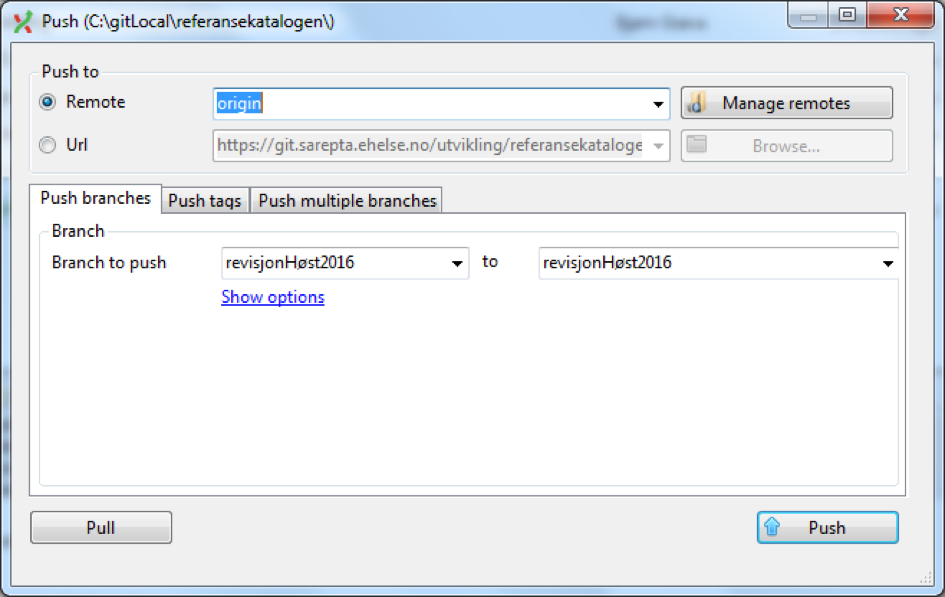 Push (C:\gitLocal\referansekatalogen\)
Push to
Remote
origin
Manage remotes
Url
https://git.sarepta.ehelse.no/utvikling/referansekataloge
Browse...
Push branches
Push tags
Push multiple branches
Branch
Branch to push
revisjonHøst2016
to
revisjonHøst2016
Show options
Pull
Push